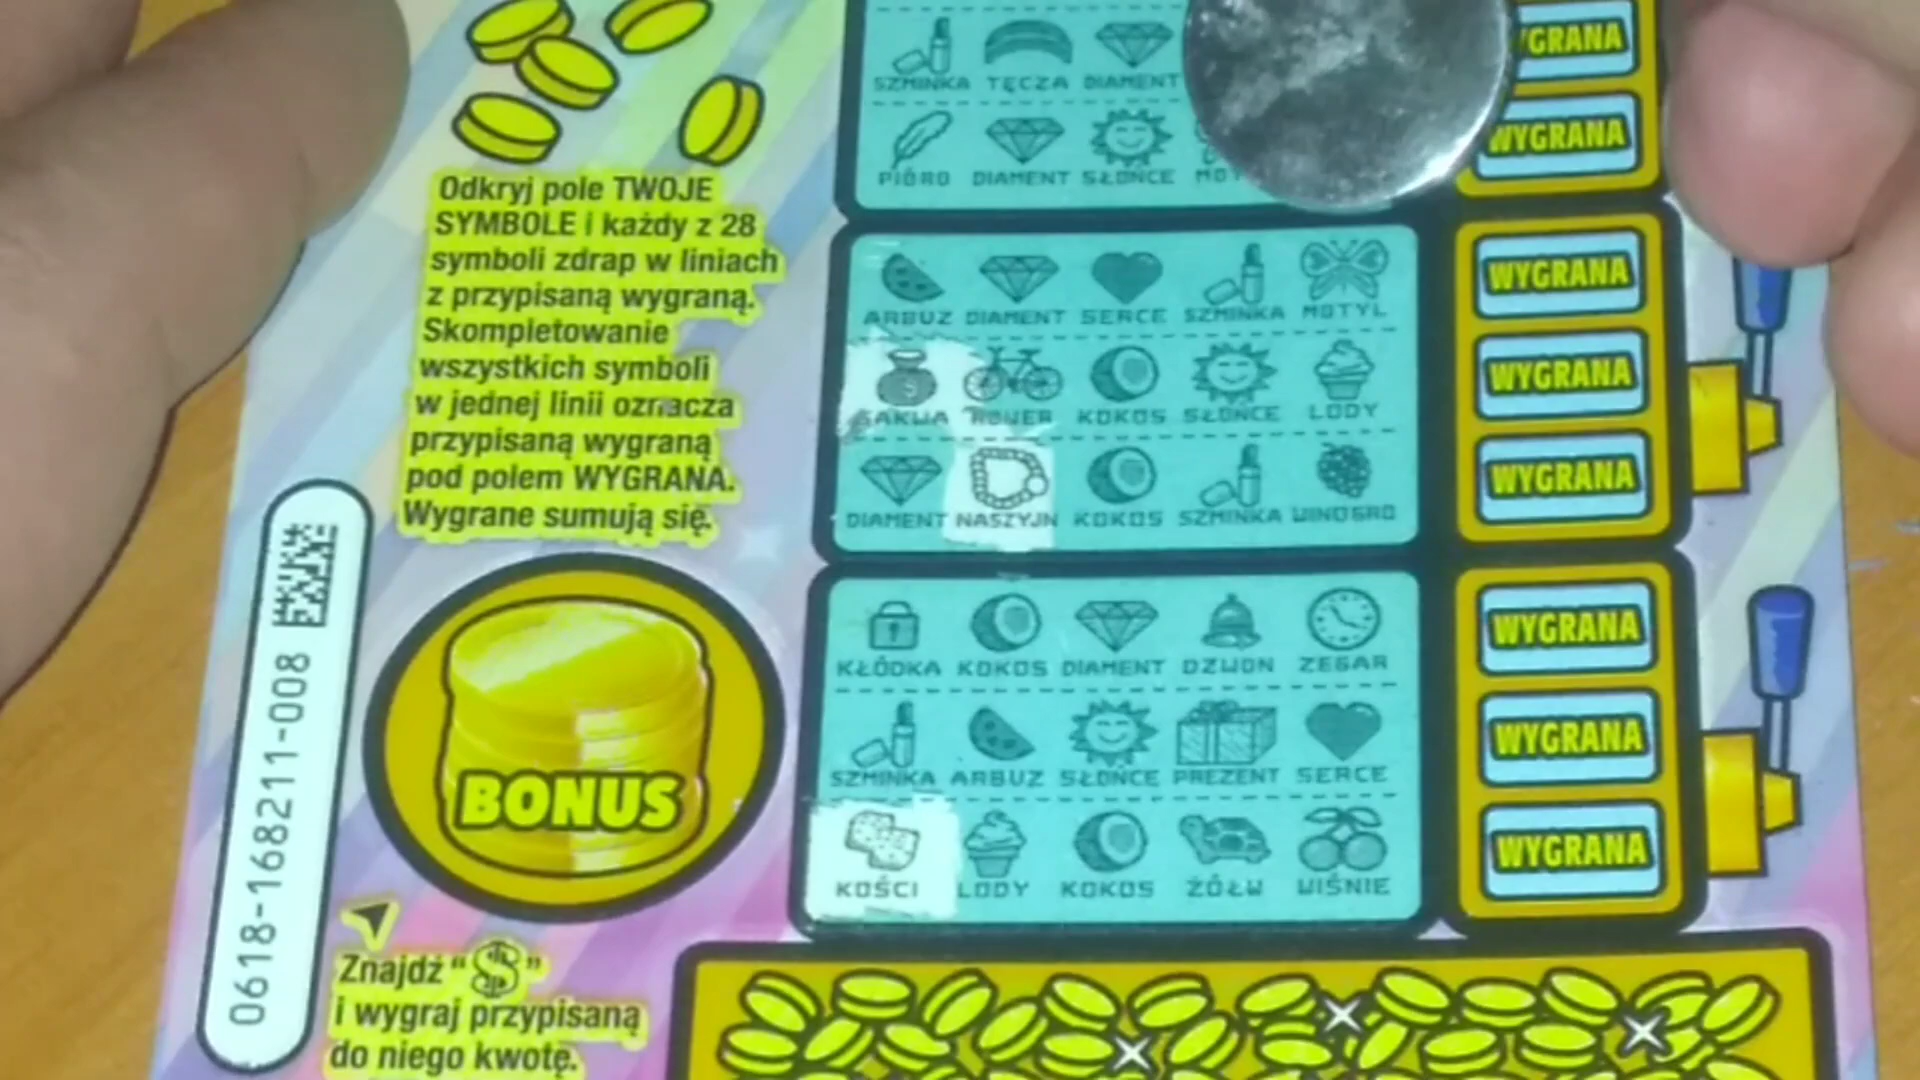 SZMINKA TĘCZA DIAMENT
PIÓRO DIAMENT SŁOŃCE
WYGRANA
Odkryj pole TWOJE
SYMBOLE i każdy z 28
symboli zdrap w liniach
z przypisaną wygraną.
Skompletowanie
wszystkich symboli
w jednej linii oznacza
przypisaną wygraną
pod polem WYGRANA.
Wygrane sumują się.
ARBUZ DIAMENT SERCE SZMINKA MOTYL
WYGRANA
SAKWA ROWER KOKOS SŁOŃCE LODY
WYGRANA
DIAMENT NASZYJN KOKOS SZMINKA WINOGRO
WYGRANA
0618-168211-008
BONUS
KŁÓDKA KOKOS DIAMENT DZWON ZEGAR
WYGRANA
SZMINKA ARBUZ SŁOŃCE PREZENT SERCE
WYGRANA
KOŚCI LODY KOKOS ŻÓŁW WIŚNIE
WYGRANA
Znajdź "$"
i wygraj przypisaną
do niego kwotę.